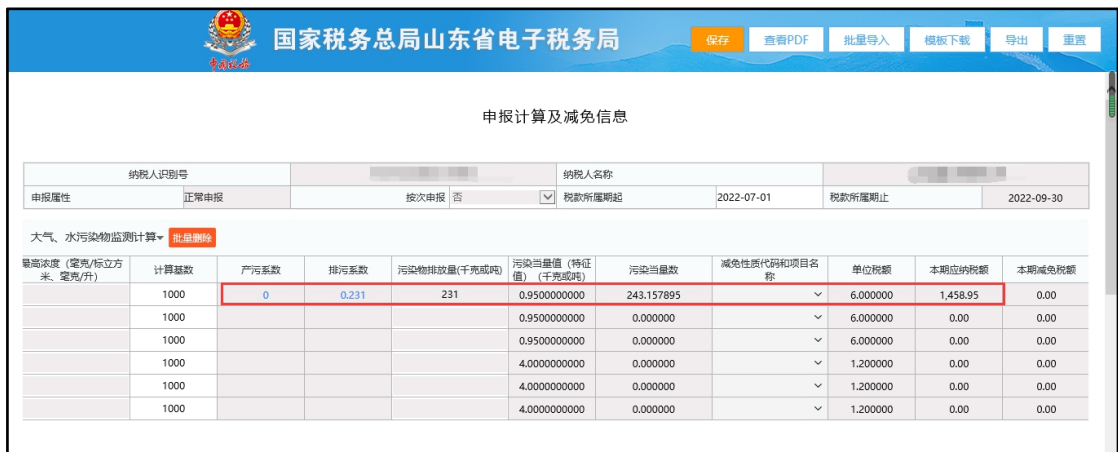 国家税务总局山东省电子税务局 保存 查看PDF 批量导入 模板下载 导出 重置
中国税务
申报计算及减免信息
纳税人识别号 纳税人名称
申报属性 正常申报 按次申报 否 税款所属期起 2022-07-01 税款所属期止 2022-09-30
大气、水污染物监测计算 批量删除
最高浓度（毫克/标立方米、毫克/升） 计算基数 产污系数 排污系数 污染物排放量(千克或吨) 污染当量值（特征值）（千克或吨） 污染当量数 减免性质代码和项目名称 单位税额 本期应纳税额 本期减免税额
1000 0 0.231 231 0.9500000000 243.157895 6.000000 1,458.95 0.00
1000 0.9500000000 0.000000 6.000000 0.00 0.00
1000 0.9500000000 0.000000 6.000000 0.00 0.00
1000 4.0000000000 0.000000 1.200000 0.00 0.00
1000 4.0000000000 0.000000 1.200000 0.00 0.00
1000 4.0000000000 0.000000 1.200000 0.00 0.00